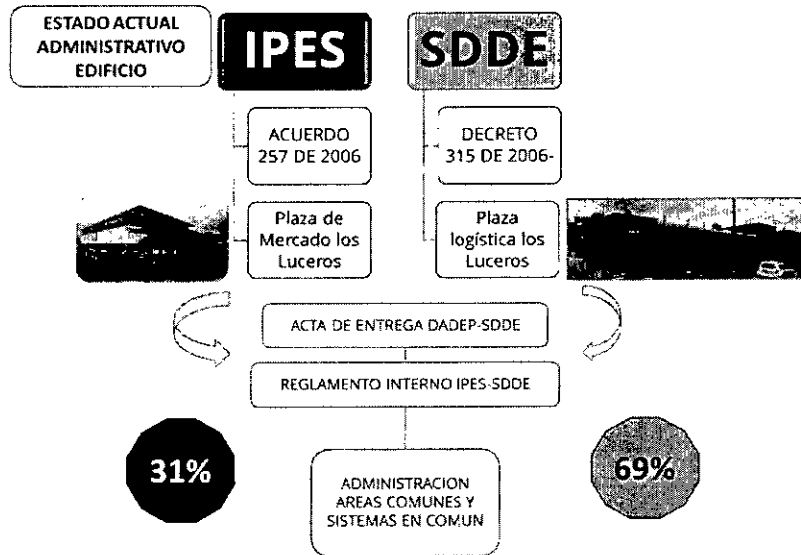 ESTADO ACTUAL
ADMINISTRATIVO
EDIFICIO
IPES
SDDE
ACUERDO
257 DE 2006
DECRETO
315 DE 2006-
Plaza de
Mercado los
Luceros
Plaza
logística los
Luceros
ACTA DE ENTREGA DADEP-SDDE
REGLAMENTO INTERNO IPES-SDDE
31%
69%
ADMINISTRACION
AREAS COMUNES Y
SISTEMAS EN COMUN